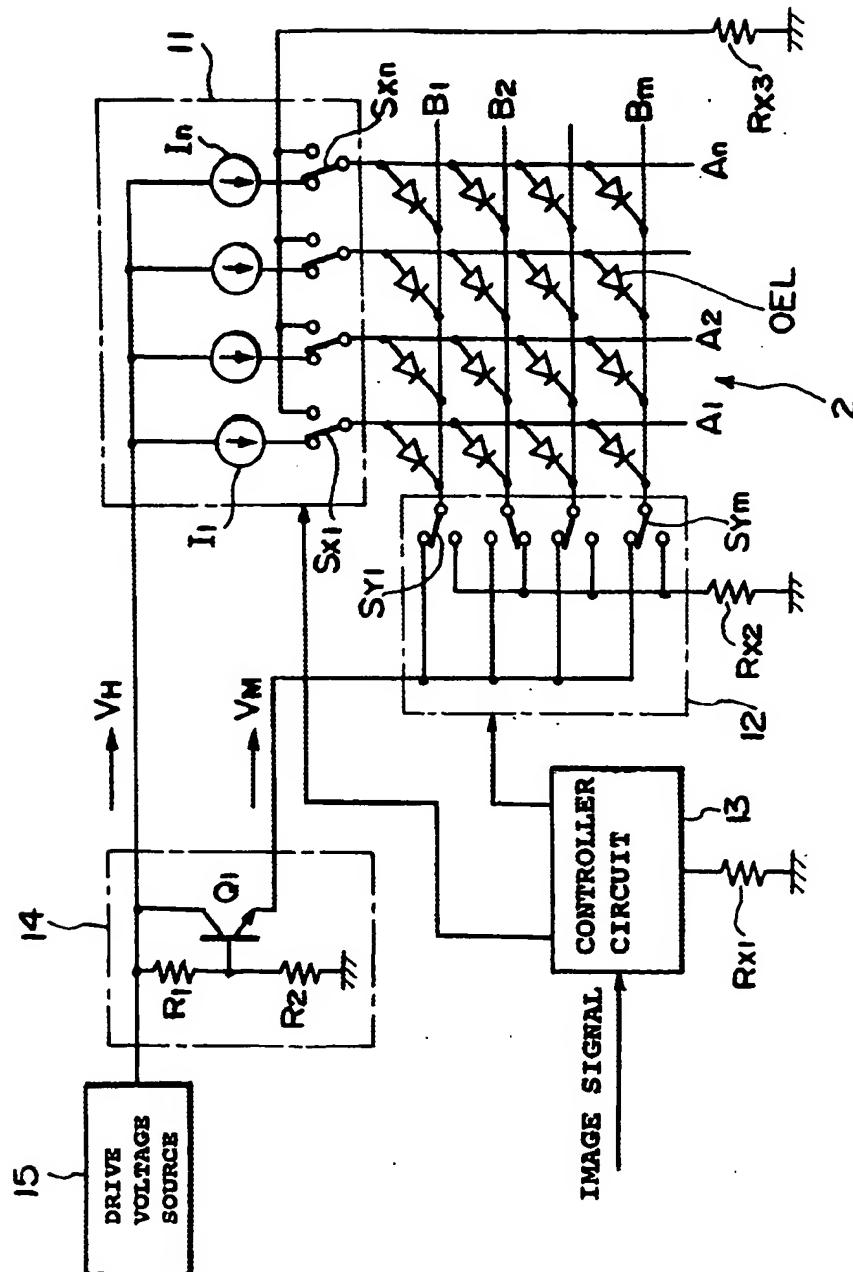 11
In
Sxn
I1
Sx1
B1
B2
Bm
An
A2
A1
OEL
2
RX3
SY1
SYm
RX2
12
VH
VM
14
Q1
R1
R2
15
DRIVE
VOLTAGE
SOURCE
CONTROLLER
CIRCUIT
13
RX1
IMAGE SIGNAL